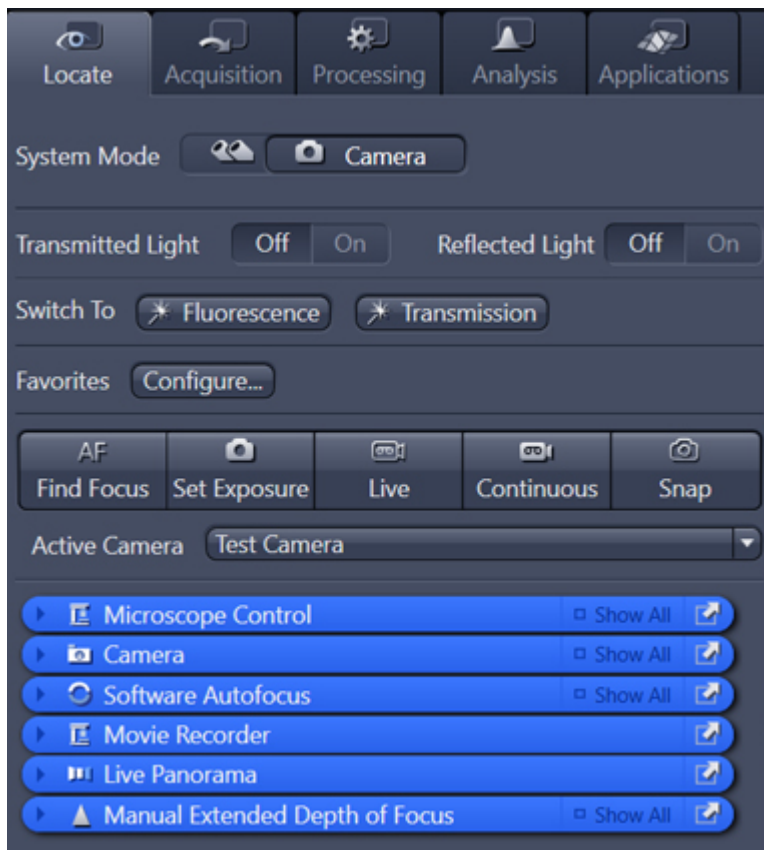 Locate Acquisition Processing Analysis Applications
System Mode Camera
Transmitted Light Off On Reflected Light Off On
Switch To Fluorescence Transmission
Favorites Configure...
AF
Find Focus Set Exposure Live Continuous Snap
Active Camera Test Camera
Microscope Control Show All
Camera Show All
Software Autofocus Show All
Movie Recorder
Live Panorama
Manual Extended Depth of Focus Show All